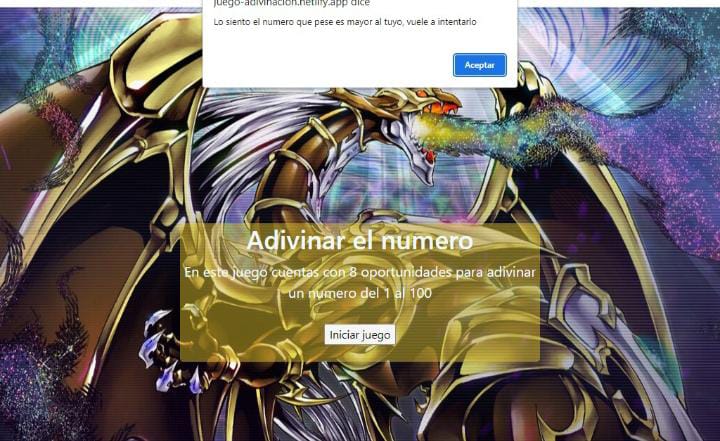 juego-adivinacion.netlify.app dice
Lo siento el numero que pese es mayor al tuyo, vuele a intentarlo
Aceptar
Adivinar el numero
En este juego cuentas con 8 oportunidades para adivinar
un numero del 1 al 100
Iniciar juego